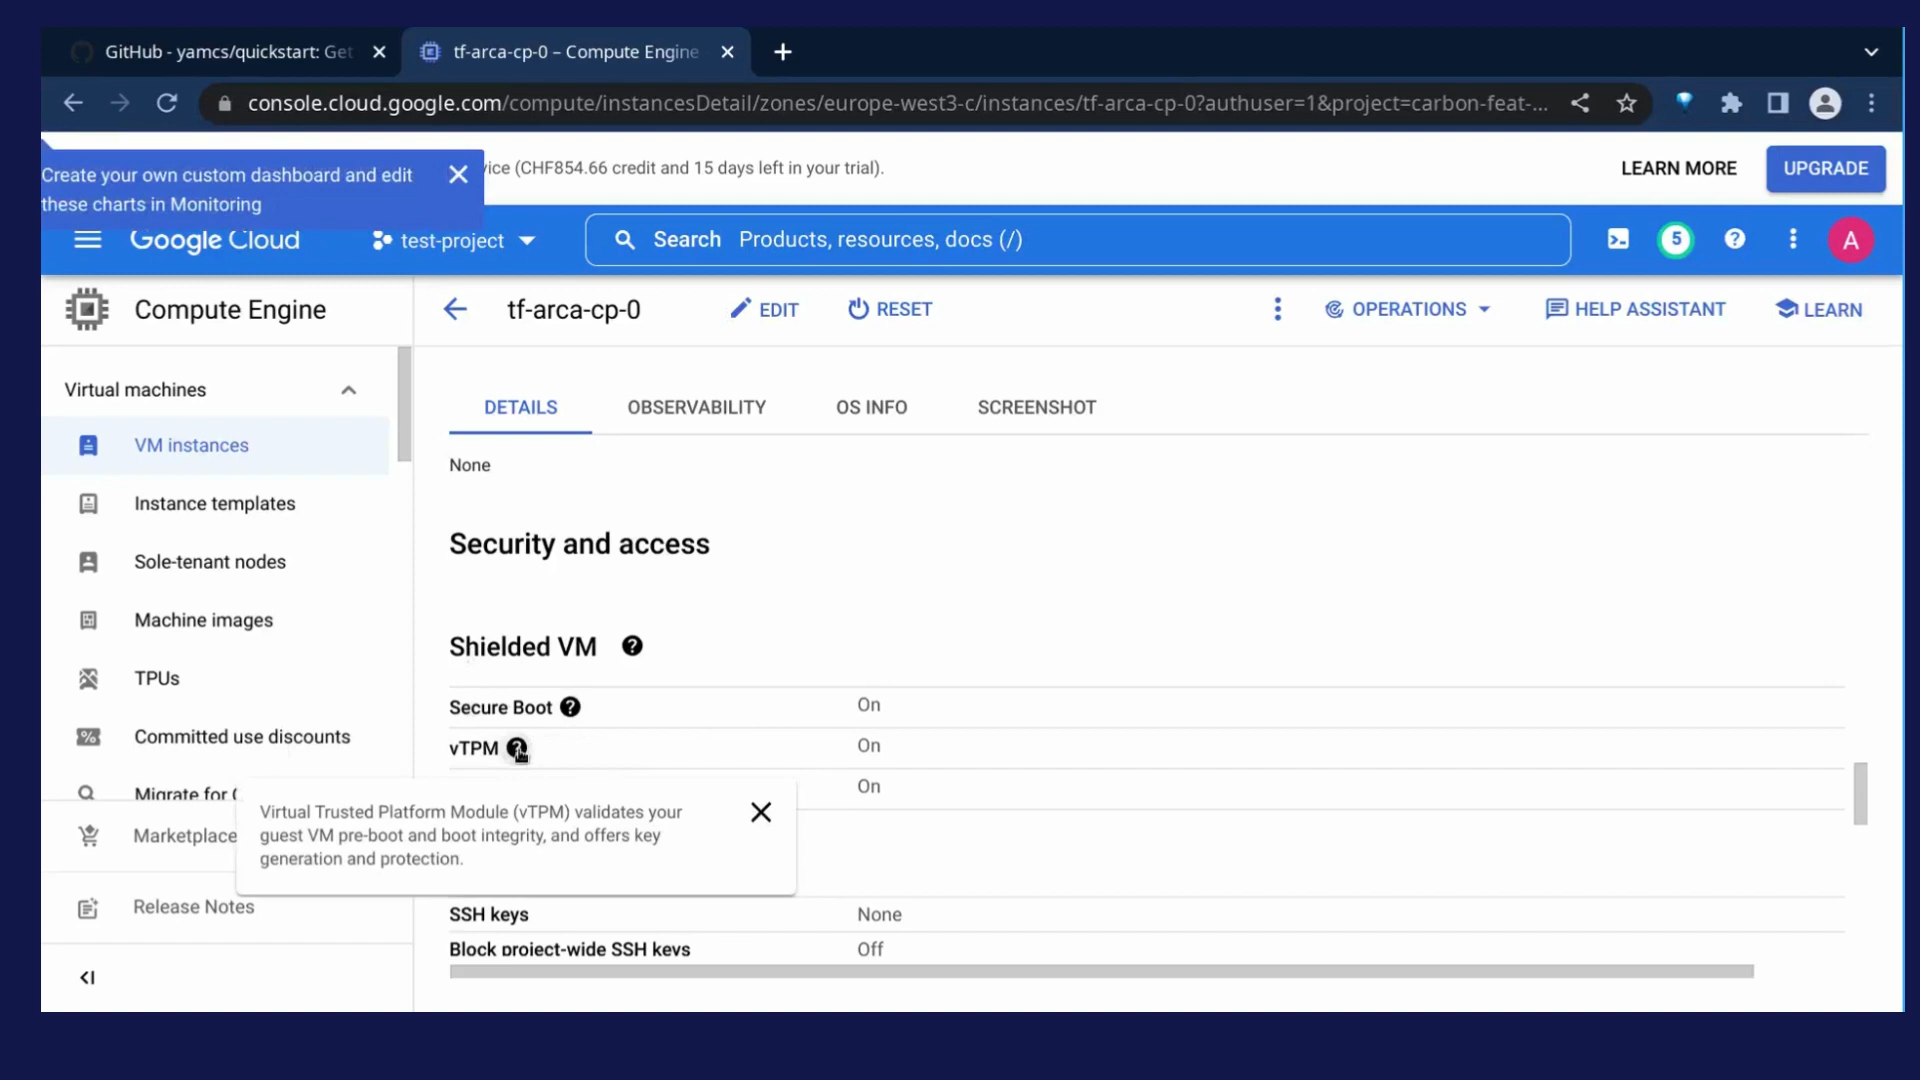 GitHub - yamcs/quickstart: Get
tf-arca-cp-0 – Compute Engine
console.cloud.google.com/compute/instancesDetail/zones/europe-west3-c/instances/tf-arca-cp-0?authuser=1&project=carbon-feat-...
Create your own custom dashboard and edit
these charts in Monitoring
vice (CHF854.66 credit and 15 days left in your trial).
LEARN MORE
UPGRADE
Google Cloud
test-project
Search Products, resources, docs (/)
5
A
Compute Engine
tf-arca-cp-0
EDIT
RESET
OPERATIONS
HELP ASSISTANT
LEARN
Virtual machines
VM instances
Instance templates
Sole-tenant nodes
Machine images
TPUs
Committed use discounts
Migrate for
Marketplace
Release Notes
DETAILS
OBSERVABILITY
OS INFO
SCREENSHOT
None
Security and access
Shielded VM
Secure Boot On
vTPM On
On
Virtual Trusted Platform Module (vTPM) validates your
guest VM pre-boot and boot integrity, and offers key
generation and protection.
SSH keys None
Block project-wide SSH keys Off